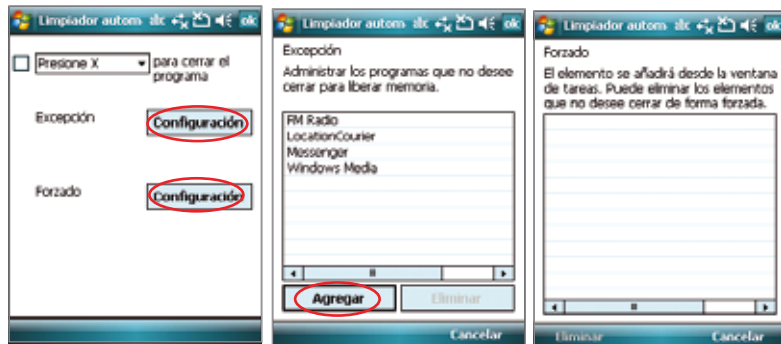 Limpiador autom
ok
Presione X
para cerrar el
programa
Excepción
Configuración
Forzado
Configuración
Limpiador autom
ok
Excepción
Administrar los programas que no desee
cerrar para liberar memoria.
FM Radio
LocationCourier
Messenger
Windows Media
Agregar
Eliminar
Cancelar
Limpiador autom
ok
Forzado
El elemento se añadirá desde la ventana
de tareas. Puede eliminar los elementos
que no desee cerrar de forma forzada.
Eliminar
Cancelar